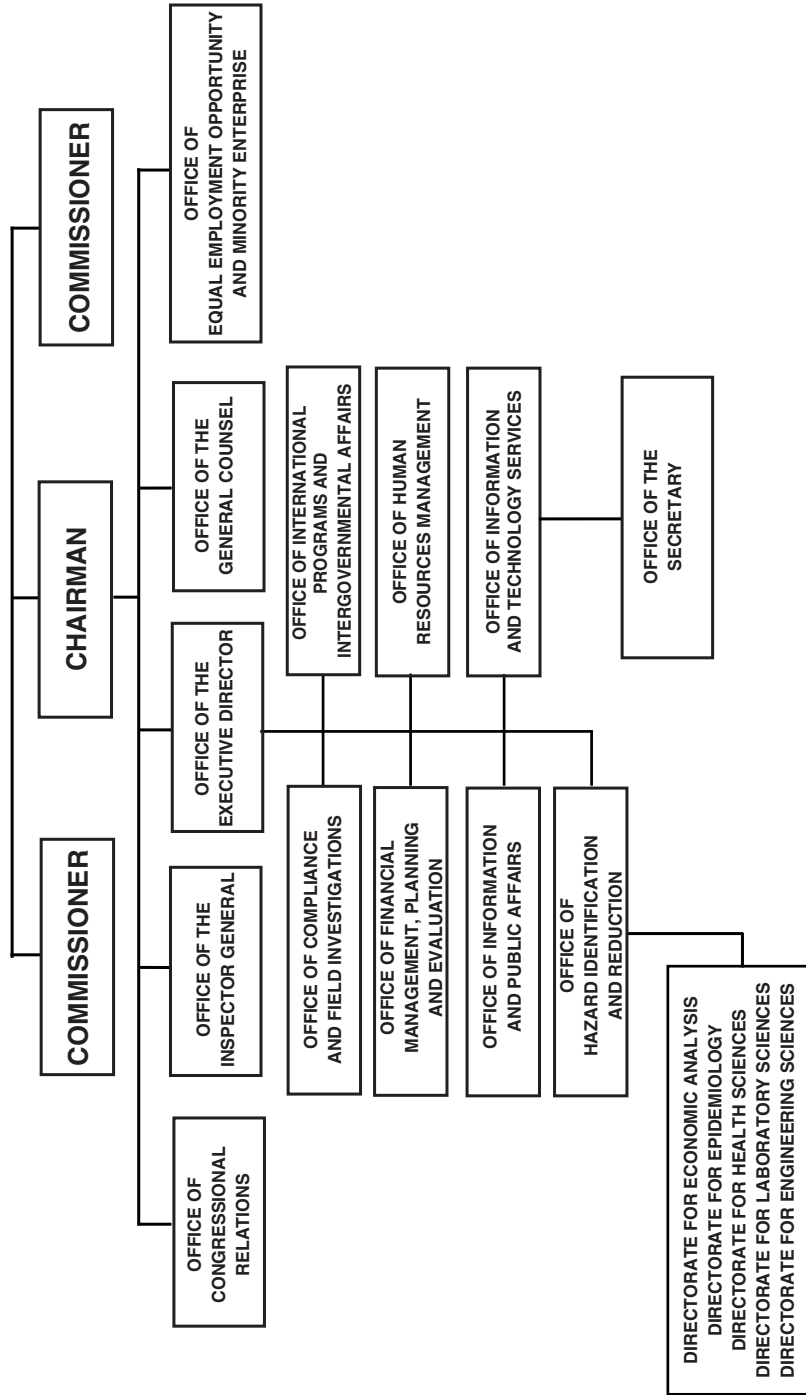 COMMISSIONER
CHAIRMAN
COMMISSIONER
OFFICE OF
CONGRESSIONAL
RELATIONS
OFFICE OF THE
INSPECTOR GENERAL
OFFICE OF THE
EXECUTIVE DIRECTOR
OFFICE OF THE
GENERAL COUNSEL
OFFICE OF
EQUAL EMPLOYMENT OPPORTUNITY
AND MINORITY ENTERPRISE
OFFICE OF COMPLIANCE
AND FIELD INVESTIGATIONS
OFFICE OF INTERNATIONAL
PROGRAMS AND
INTERGOVERNMENTAL AFFAIRS
OFFICE OF FINANCIAL
MANAGEMENT, PLANNING
AND EVALUATION
OFFICE OF HUMAN
RESOURCES MANAGEMENT
OFFICE OF INFORMATION
AND PUBLIC AFFAIRS
OFFICE OF INFORMATION
AND TECHNOLOGY SERVICES
OFFICE OF
HAZARD IDENTIFICATION
AND REDUCTION
OFFICE OF THE
SECRETARY
DIRECTORATE FOR ECONOMIC ANALYSIS
DIRECTORATE FOR EPIDEMIOLOGY
DIRECTORATE FOR HEALTH SCIENCES
DIRECTORATE FOR LABORATORY SCIENCES
DIRECTORATE FOR ENGINEERING SCIENCES